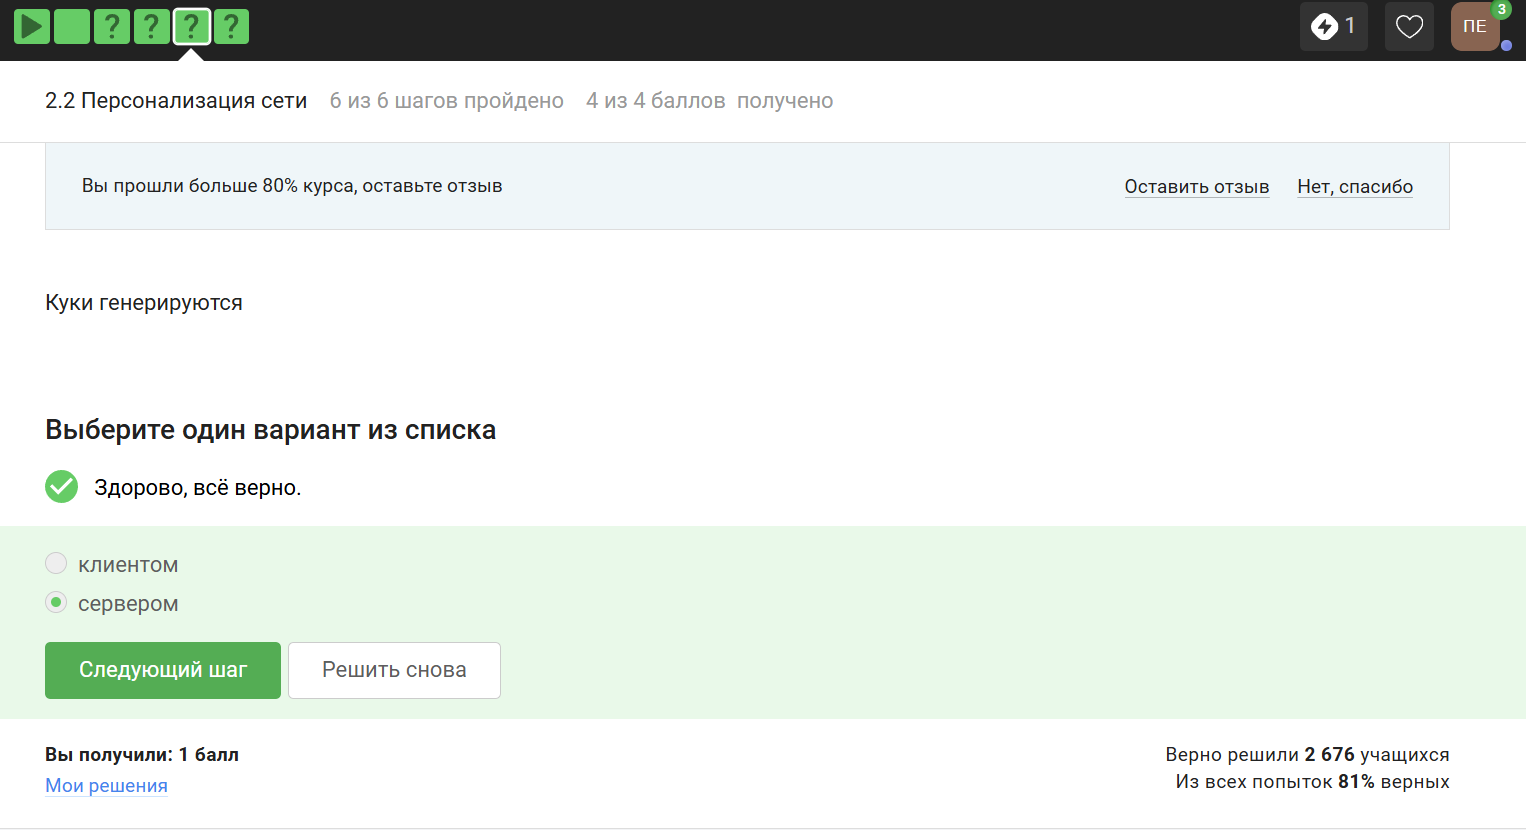 ? ? ? ?
1
ПЕ
3
2.2 Персонализация сети 6 из 6 шагов пройдено 4 из 4 баллов получено
Вы прошли больше 80% курса, оставьте отзыв
Оставить отзыв Нет, спасибо
Куки генерируются
Выберите один вариант из списка
Здорово, всё верно.
клиентом
сервером
Следующий шаг Решить снова
Вы получили: 1 балл
Мои решения
Верно решили 2 676 учащихся
Из всех попыток 81% верных